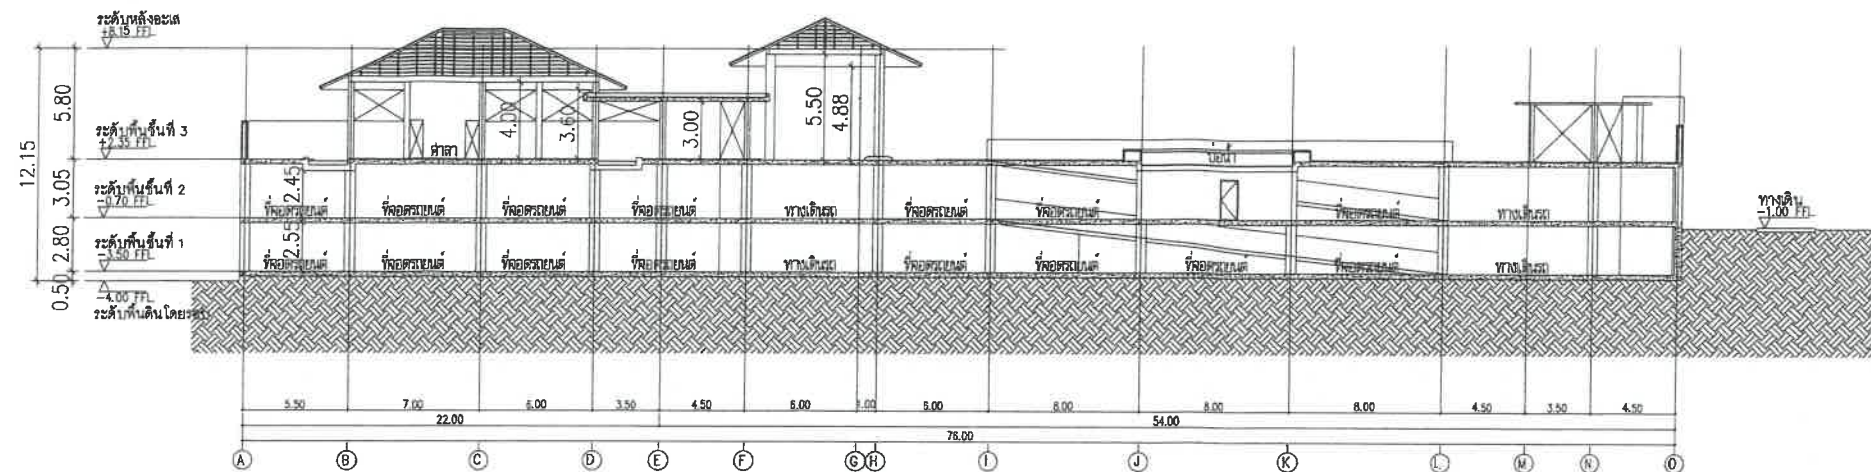 ระดับหลังอะเส
+8.15 FFL
5.80
12.15
ระดับพื้นชั้นที่ 3
+2.35 FFL
3.05
ระดับพื้นชั้นที่ 2
-0.70 FFL
2.80
ระดับพื้นชั้นที่ 1
-3.50 FFL
0.50
-4.00 FFL
ระดับพื้นดินโดยรอบ
ศาลา
4.00
3.60
3.00
5.50
4.88
บ่อน้ำ
2.45
ที่จอดรถยนต์ ที่จอดรถยนต์ ที่จอดรถยนต์ ที่จอดรถยนต์ ทางเดินรถ ที่จอดรถยนต์ ที่จอดรถยนต์ ที่จอดรถยนต์ ทางเดินรถ
2.55
ที่จอดรถยนต์ ที่จอดรถยนต์ ที่จอดรถยนต์ ที่จอดรถยนต์ ทางเดินรถ ที่จอดรถยนต์ ที่จอดรถยนต์ ที่จอดรถยนต์ ที่จอดรถยนต์ ทางเดินรถ
ทางเดิน
-1.00 FFL
5.50 7.00 6.00 3.50 4.50 6.00 1.00 6.00 8.00 8.00 8.00 4.50 3.50 4.50
22.00 54.00
76.00
A B C D E F G H I J K L M N O